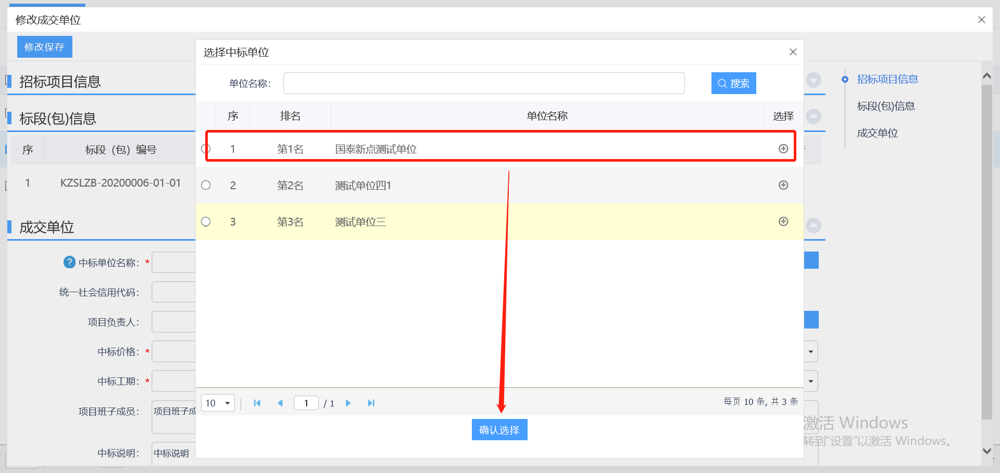 修改成交单位
修改保存
选择中标单位
单位名称：
搜索
序 排名 单位名称 选择
1 第1名 国泰新点测试单位
2 第2名 测试单位四1
3 第3名 测试单位三
10 1 / 1 每页 10 条, 共 3 条
确认选择
招标项目信息
标段(包)信息
序 标段（包）编号
1 KZSLZB-20200006-01-01
成交单位
? 中标单位名称：*
统一社会信用代码：
项目负责人：
中标价格：*
中标工期：*
项目班子成员： 项目班子成
中标说明： 中标说明
招标项目信息
标段(包)信息
成交单位
激活 Windows
转到“设置”以激活 Windows。